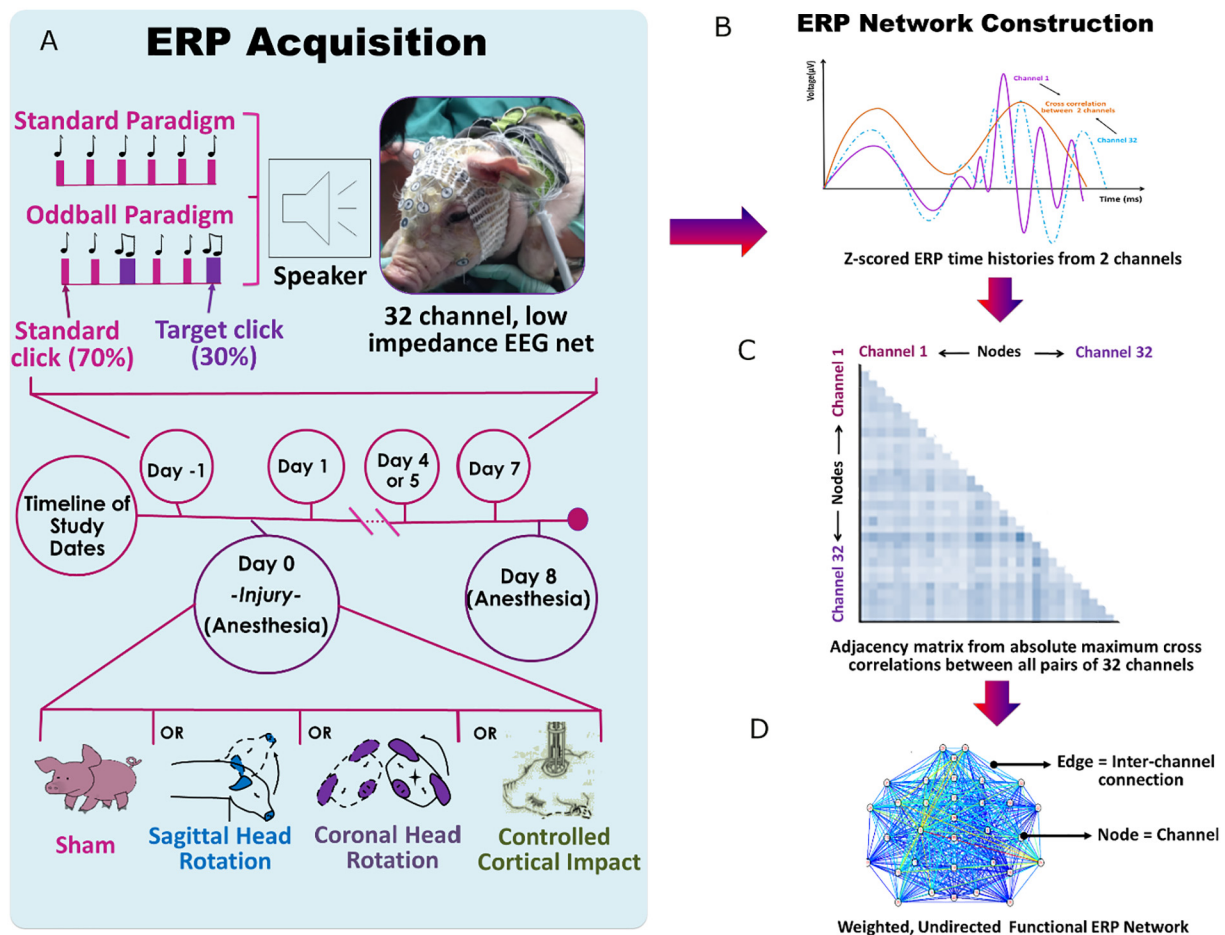 A
ERP Acquisition
Standard Paradigm
Oddball Paradigm
Speaker
Standard
click (70%)
Target click
(30%)
32 channel, low
impedance EEG net
Timeline of
Study
Dates
Day -1
Day 1
Day 4
or 5
Day 7
Day 0
-Injury-
(Anesthesia)
Day 8
(Anesthesia)
OR
OR
OR
Sham
Sagittal Head
Rotation
Coronal Head
Rotation
Controlled
Cortical Impact
B
ERP Network Construction
Voltage(µV)
Channel 1
Cross correlation
between 2 channels
Channel 32
Time (ms)
Z-scored ERP time histories from 2 channels
C
Channel 1
Nodes
Channel 32
Channel 1
Nodes
Channel 32
Adjacency matrix from absolute maximum cross
correlations between all pairs of 32 channels
D
Edge = Inter-channel
connection
Node = Channel
Weighted, Undirected Functional ERP Network